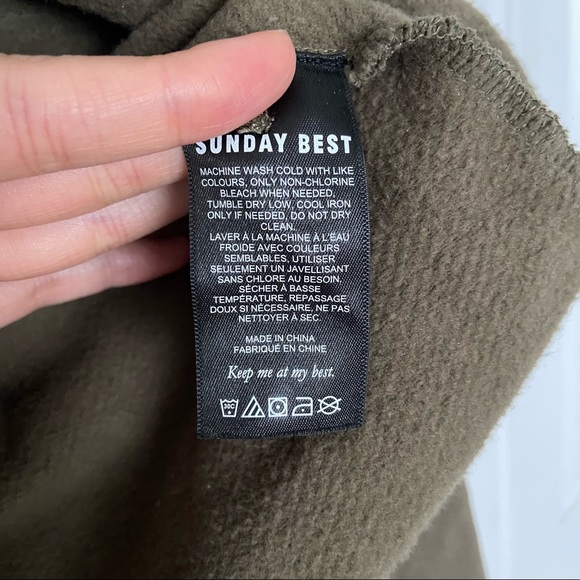 SUNDAY BEST
MACHINE WASH COLD WITH LIKE
COLOURS, ONLY NON-CHLORINE
BLEACH WHEN NEEDED,
TUMBLE DRY LOW, COOL IRON
ONLY IF NEEDED, DO NOT DRY
CLEAN.
LAVER À LA MACHINE À L'EAU
FROIDE AVEC COULEURS
SEMBLABLES, UTILISER
SEULEMENT UN JAVELLISANT
SANS CHLORE AU BESOIN,
SÉCHER À BASSE
TEMPÉRATURE, REPASSAGE
DOUX SI NÉCESSAIRE, NE PAS
NETTOYER À SEC.
MADE IN CHINA
FABRIQUÉ EN CHINE
Keep me at my best.
30C